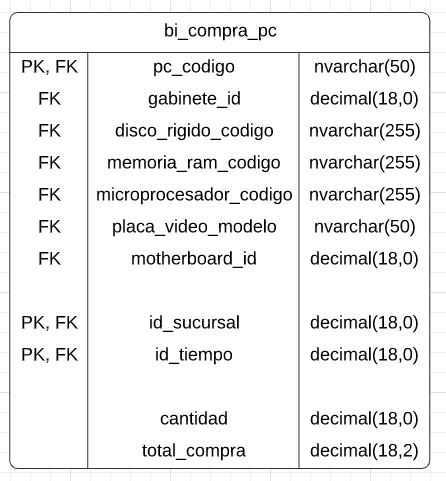 bi_compra_pc
PK, FK pc_codigo nvarchar(50)
FK gabinete_id decimal(18,0)
FK disco_rigido_codigo nvarchar(255)
FK memoria_ram_codigo nvarchar(255)
FK microprocesador_codigo nvarchar(255)
FK placa_video_modelo nvarchar(50)
FK motherboard_id decimal(18,0)
PK, FK id_sucursal decimal(18,0)
PK, FK id_tiempo decimal(18,0)
cantidad decimal(18,0)
total_compra decimal(18,2)